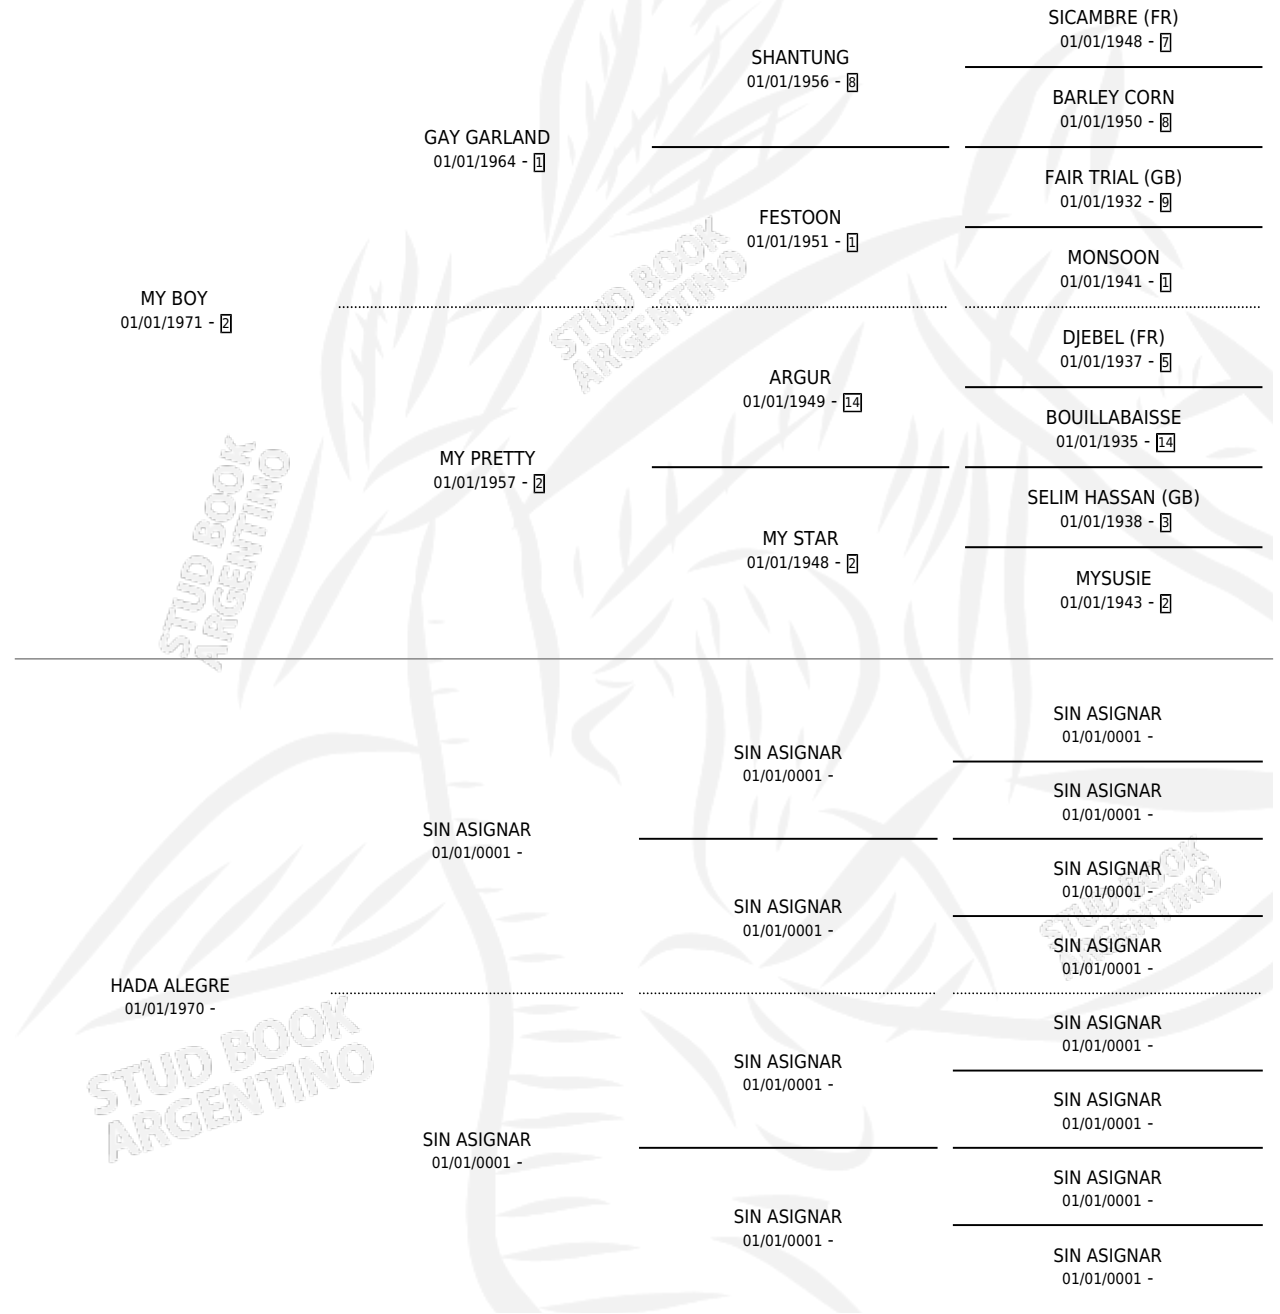 SICAMBRE (FR)
01/01/1948 - 7
SHANTUNG
01/01/1956 - 8
BARLEY CORN
01/01/1950 - 8
GAY GARLAND
01/01/1964 - 1
FAIR TRIAL (GB)
01/01/1932 - 9
FESTOON
01/01/1951 - 1
MONSOON
01/01/1941 - 1
MY BOY
01/01/1971 - 2
DJEBEL (FR)
01/01/1937 - 5
ARGUR
01/01/1949 - 14
BOUILLABAISSE
01/01/1935 - 14
MY PRETTY
01/01/1957 - 2
SELIM HASSAN (GB)
01/01/1938 - 3
MY STAR
01/01/1948 - 2
MYSUSIE
01/01/1943 - 2
SIN ASIGNAR
01/01/0001 -
SIN ASIGNAR
01/01/0001 -
SIN ASIGNAR
01/01/0001 -
SIN ASIGNAR
01/01/0001 -
SIN ASIGNAR
01/01/0001 -
SIN ASIGNAR
01/01/0001 -
SIN ASIGNAR
01/01/0001 -
HADA ALEGRE
01/01/1970 -
SIN ASIGNAR
01/01/0001 -
SIN ASIGNAR
01/01/0001 -
SIN ASIGNAR
01/01/0001 -
SIN ASIGNAR
01/01/0001 -
SIN ASIGNAR
01/01/0001 -
SIN ASIGNAR
01/01/0001 -
SIN ASIGNAR
01/01/0001 -
STUD BOOK
ARGENTINO
STUD BOOK
ARGENTINO
STUD BOOK
ARGENTINO
STUD BOOK
ARGENTINO